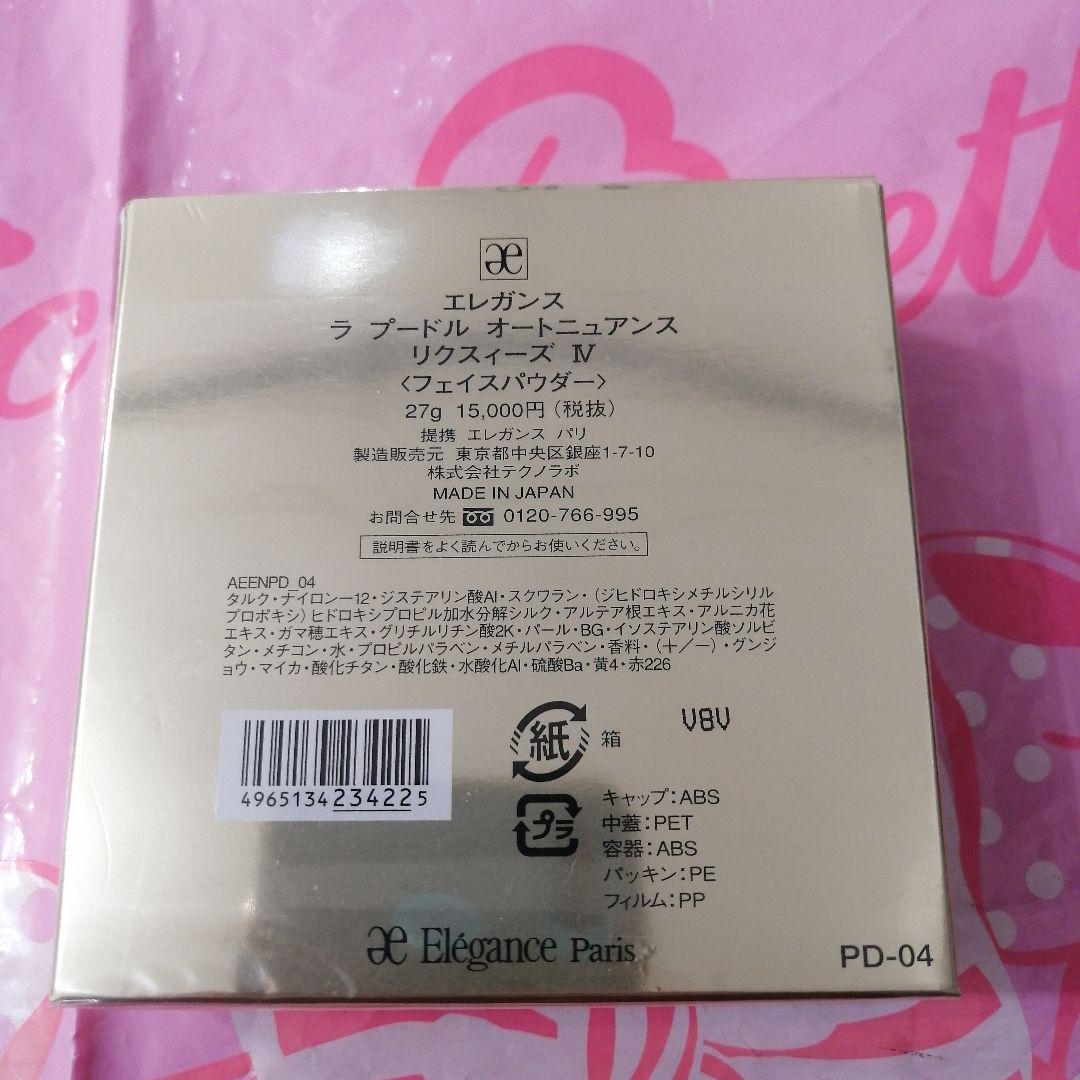 æ
エレガンス
ラ プードル オートニュアンス
リクスィーズ Ⅳ
〈フェイスパウダー〉
27g 15,000円（税抜）
提携 エレガンス パリ
製造販売元 東京都中央区銀座1-7-10
株式会社テクノラボ
MADE IN JAPAN
お問合せ先 0120-766-995
説明書をよく読んでからお使いください。
AEENPD_04
タルク・ナイロンー12・ジステアリン酸Al・スクワラン・（ジヒドロキシメチルシリル
プロポキシ）ヒドロキシプロピル加水分解シルク・アルテア根エキス・アルニカ花
エキス・ガマ穂エキス・グリチルリチン酸2K・パール・BG・イソステアリン酸ソルビ
タン・メチコン・水・プロピルパラベン・メチルパラベン・香料・（＋／－）・グンジ
ョウ・マイカ・酸化チタン・酸化鉄・水酸化Al・硫酸Ba・黄4・赤226
4965134234225
紙 箱
V8V
プラ
キャップ：ABS
中蓋：PET
容器：ABS
パッキン：PE
フィルム：PP
æ Elégance Paris
PD-04